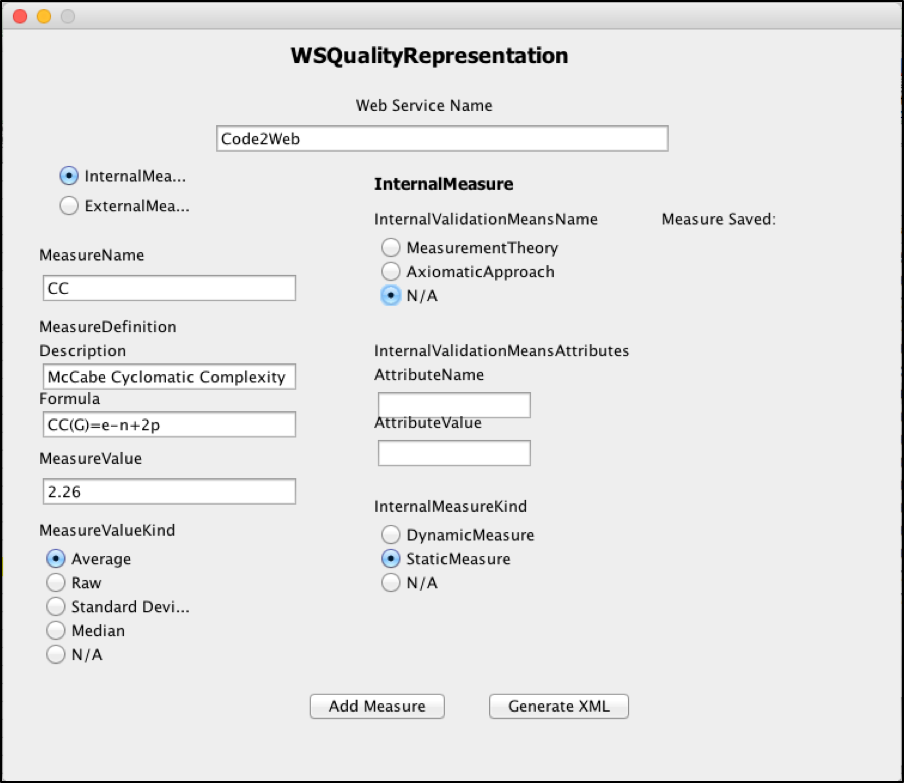 WSQualityRepresentation
Web Service Name
Code2Web
InternalMea...
ExternalMea...
MeasureName
CC
MeasureDefinition
Description
McCabe Cyclomatic Complexity
Formula
CC(G)=e-n+2p
MeasureValue
2.26
MeasureValueKind
Average
Raw
Standard Devi...
Median
N/A
InternalMeasure
InternalValidationMeansName
MeasurementTheory
AxiomaticApproach
N/A
InternalValidationMeansAttributes
AttributeName
AttributeValue
InternalMeasureKind
DynamicMeasure
StaticMeasure
N/A
Measure Saved:
Add Measure
Generate XML